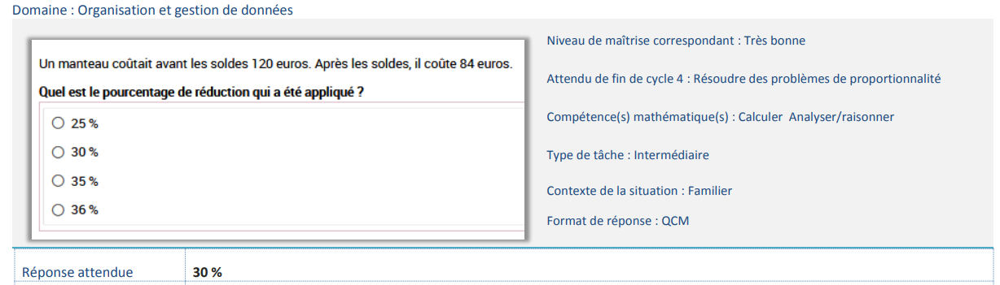 Domaine : Organisation et gestion de données
Un manteau coûtait avant les soldes 120 euros. Après les soldes, il coûte 84 euros.
Quel est le pourcentage de réduction qui a été appliqué ?
25 %
30 %
35 %
36 %
Niveau de maîtrise correspondant : Très bonne
Attendu de fin de cycle 4 : Résoudre des problèmes de proportionnalité
Compétence(s) mathématique(s) : Calculer Analyser/raisonner
Type de tâche : Intermédiaire
Contexte de la situation : Familier
Format de réponse : QCM
Réponse attendue 30 %